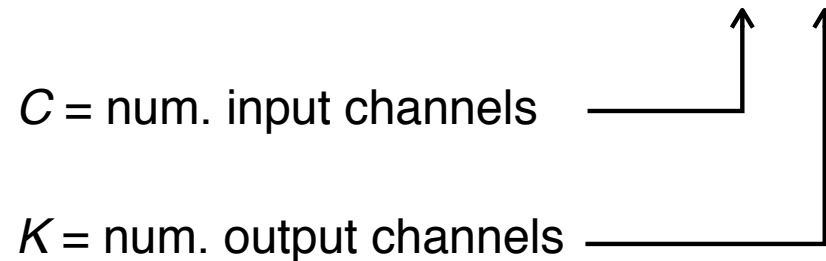 C = num. input channels
K = num. output channels